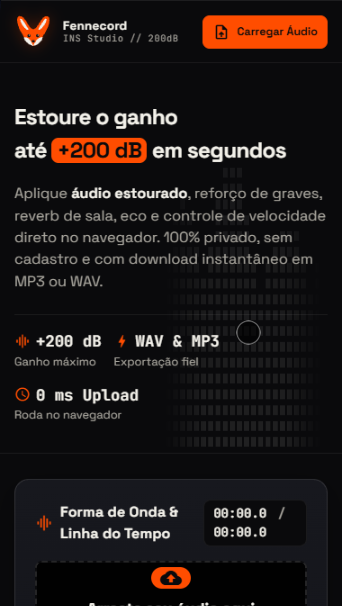 Fennecord
INS Studio // 200dB
Carregar Áudio
Estoure o ganho
até +200 dB em segundos
Aplique áudio estourado, reforço de graves,
reverb de sala, eco e controle de velocidade
direto no navegador. 100% privado, sem
cadastro e com download instantâneo em
MP3 ou WAV.
+200 dB
Ganho máximo
WAV & MP3
Exportação fiel
0 ms Upload
Roda no navegador
Forma de Onda &
Linha do Tempo
00:00.0 /
00:00.0